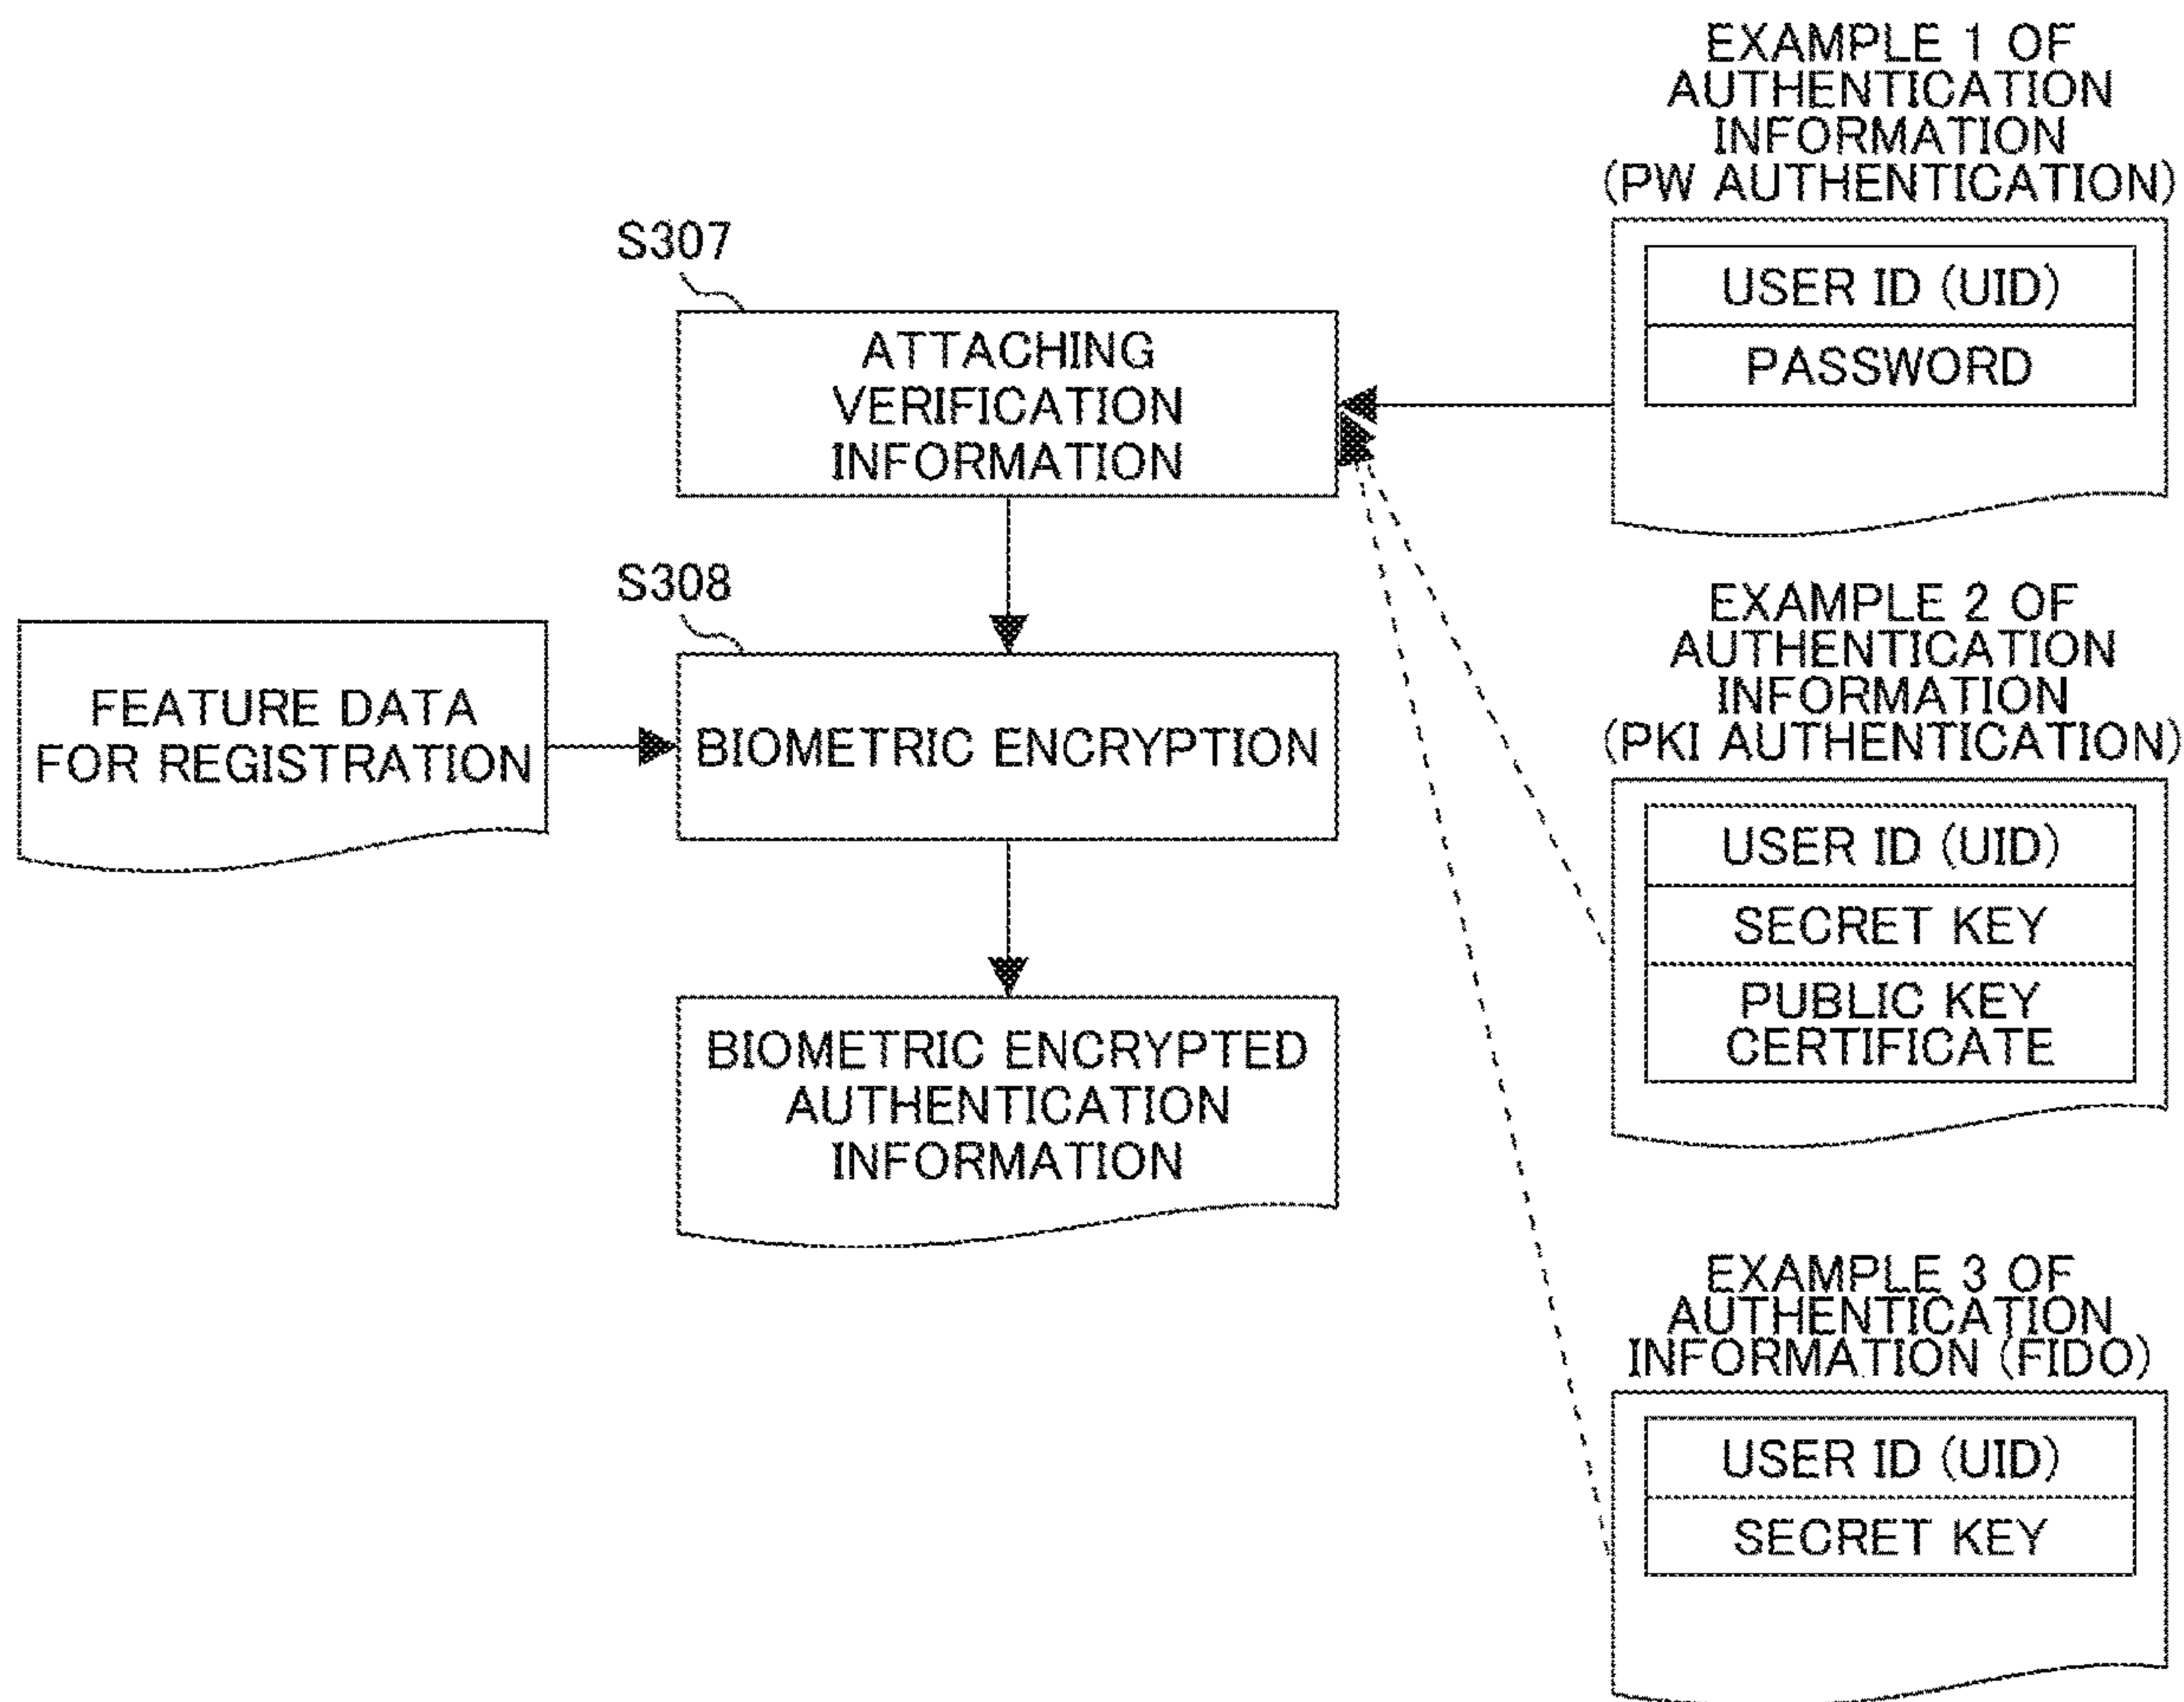 S307
ATTACHING
VERIFICATION
INFORMATION
S308
FEATURE DATA
FOR REGISTRATION
BIOMETRIC ENCRYPTION
BIOMETRIC ENCRYPTED
AUTHENTICATION
INFORMATION
EXAMPLE 1 OF
AUTHENTICATION
INFORMATION
(PW AUTHENTICATION)
USER ID (UID)
PASSWORD
EXAMPLE 2 OF
AUTHENTICATION
INFORMATION
(PKI AUTHENTICATION)
USER ID (UID)
SECRET KEY
PUBLIC KEY
CERTIFICATE
EXAMPLE 3 OF
AUTHENTICATION
INFORMATION (FIDO)
USER ID (UID)
SECRET KEY